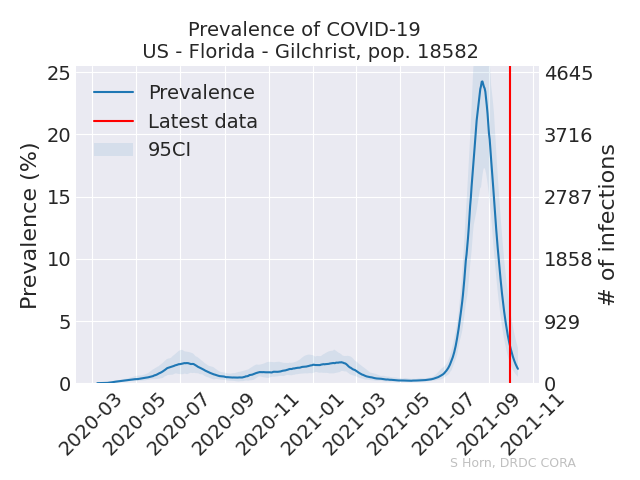 Prevalence of COVID-19
US - Florida - Gilchrist, pop. 18582
Prevalence (%)
25
20
15
10
5
0
Prevalence
Latest data
95CI
4645
3716
2787
1858
929
0
# of infections
2020-03
2020-05
2020-07
2020-09
2020-11
2021-01
2021-03
2021-05
2021-07
2021-09
2021-11
S Horn, DRDC CORA